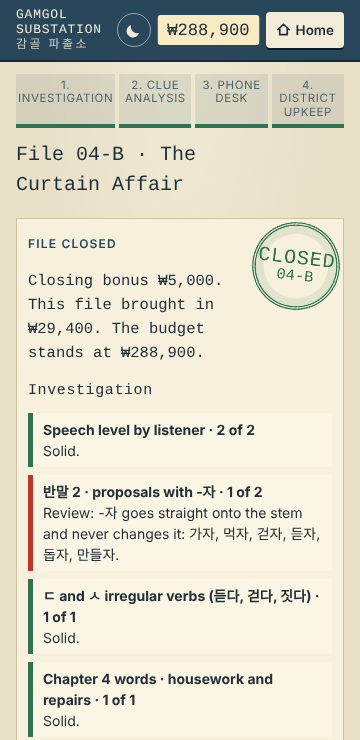 GAMGOL
SUBSTATION
감골 파출소
₩288,900
Home
1. INVESTIGATION
2. CLUE ANALYSIS
3. PHONE DESK
4. DISTRICT UPKEEP
File 04-B · The
Curtain Affair
FILE CLOSED
CLOSED
04-B
Closing bonus ₩5,000.
This file brought in
₩29,400. The budget
stands at ₩288,900.
Investigation
Speech level by listener · 2 of 2
Solid.
반말 2 · proposals with -자 · 1 of 2
Review: -자 goes straight onto the stem
and never changes it: 가자, 먹자, 걷자, 듣자,
돕자, 만들자.
ㄷ and ㅅ irregular verbs (듣다, 걷다, 짓다) ·
1 of 1
Solid.
Chapter 4 words · housework and
repairs · 1 of 1
Solid.